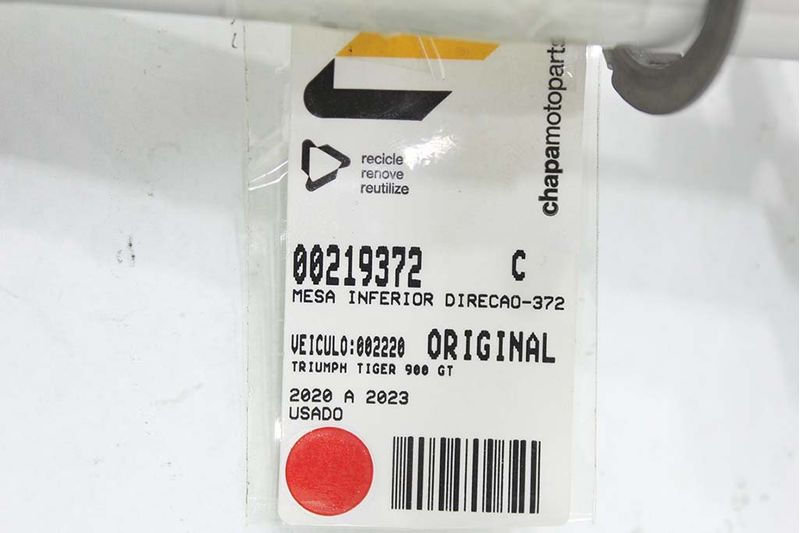 chapamotoparts
recicle
renove
reutilize
00219372 C
MESA INFERIOR DIRECAO-372
VEICULO:002220 ORIGINAL
TRIUMPH TIGER 900 GT
2020 A 2023
USADO